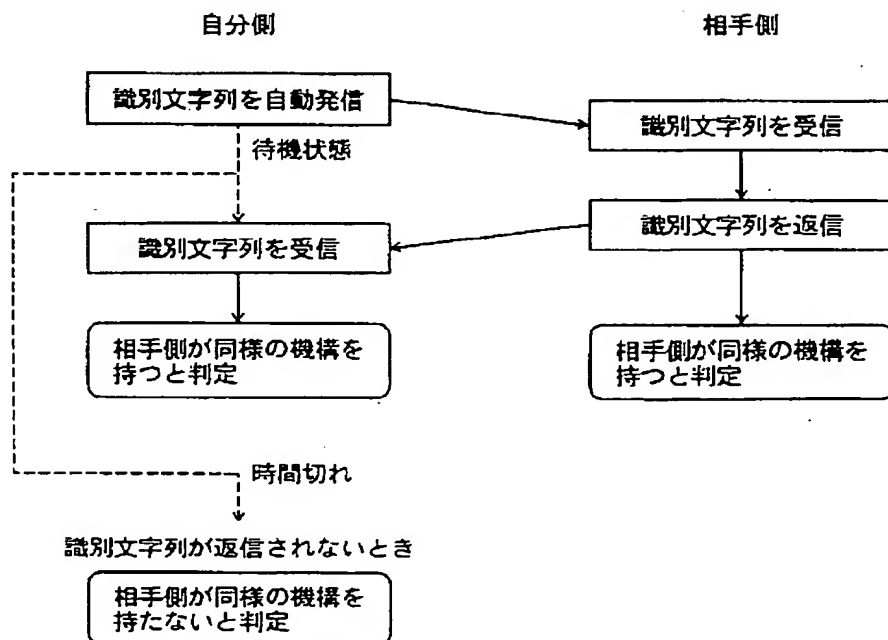 自分側
相手側
識別文字列を自動発信
識別文字列を受信
待機状態
識別文字列を返信
識別文字列を受信
相手側が同様の機構を
持つと判定
相手側が同様の機構を
持つと判定
時間切れ
識別文字列が返信されないとき
相手側が同様の機構を
持たないと判定